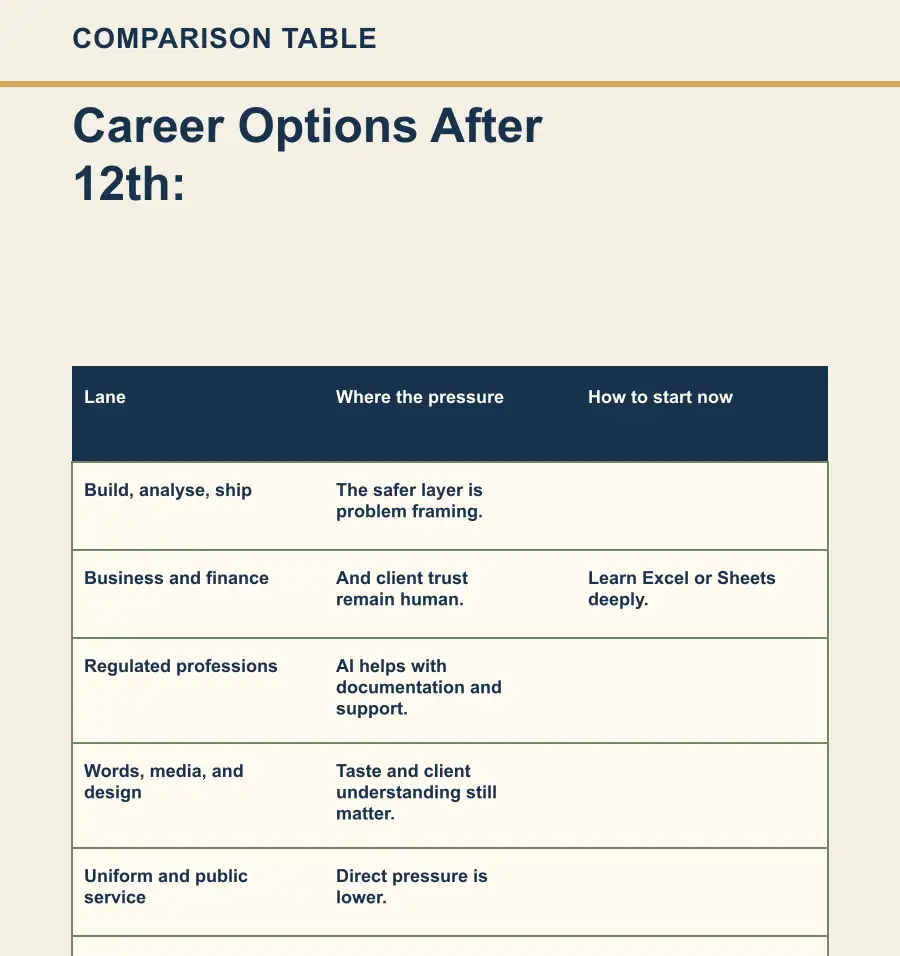 COMPARISON TABLE
Career Options After
12th:
Lane
Where the pressure
How to start now
Build, analyse, ship
The safer layer is
problem framing.
Business and finance
And client trust
remain human.
Learn Excel or Sheets
deeply.
Regulated professions
AI helps with
documentation and
support.
Words, media, and
design
Taste and client
understanding still
matter.
Uniform and public
service
Direct pressure is
lower.